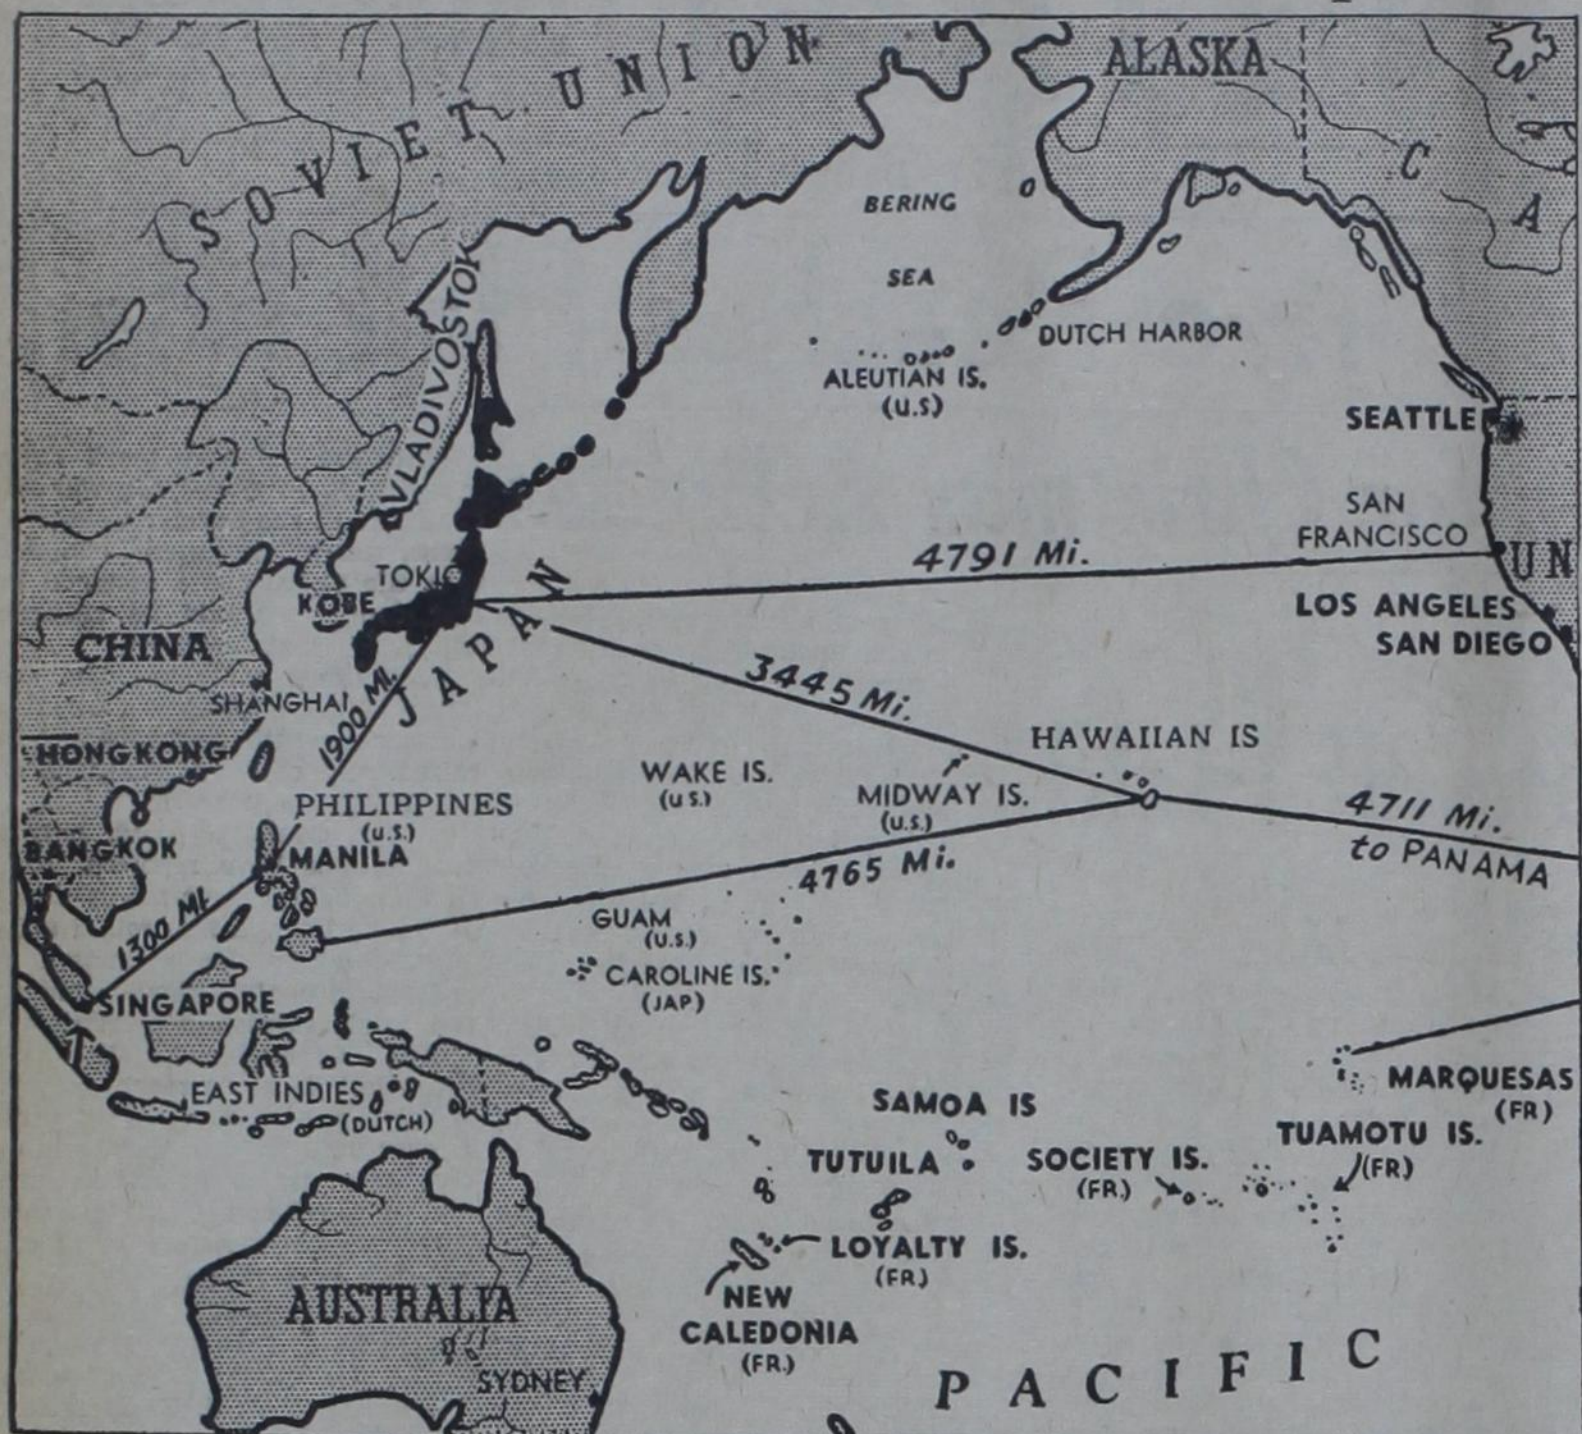 SOVIET UNION
ALASKA
C
A
BERING
SEA
VLADIVOSTOK
DUTCH HARBOR
ALEUTIAN IS.
(U.S)
SEATTLE
SAN
FRANCISCO
4791 Mi.
UN
TOKIO
KOBE
JAPAN
LOS ANGELES
SAN DIEGO
CHINA
3445 Mi.
SHANGHAI
1900 MI.
HONGKONG
HAWAIIAN IS
WAKE IS.
(U.S.)
MIDWAY IS.
(U.S.)
PHILIPPINES
(U.S.)
4711 Mi.
to PANAMA
BANGKOK
MANILA
4765 Mi.
1300 MI
GUAM
(U.S.)
CAROLINE IS.
(JAP)
SINGAPORE
MARQUESAS
(FR)
EAST INDIES
(DUTCH)
SAMOA IS
TUTUILA
SOCIETY IS.
(FR.)
TUAMOTU IS.
(FR)
LOYALTY IS.
(FR.)
NEW
CALEDONIA
(FR.)
AUSTRALIA
SYDNEY
PACIFIC